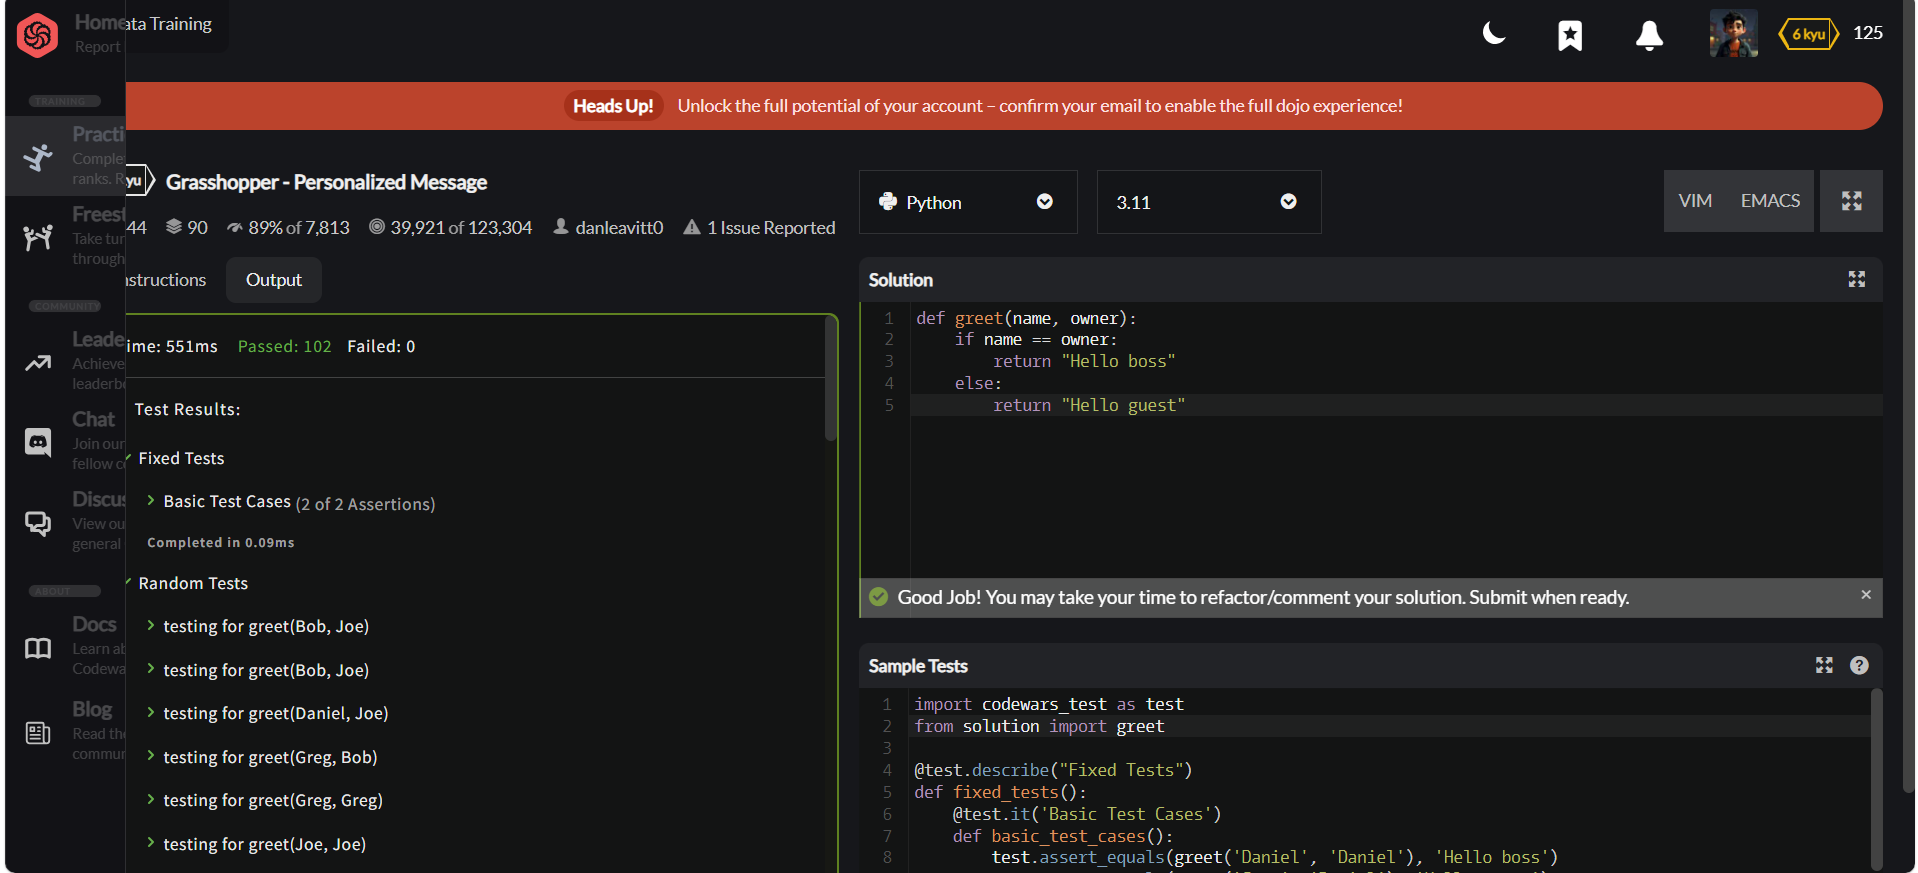 Home
Report
ata Training
6 kyu
125
TRAINING
Heads Up! Unlock the full potential of your account – confirm your email to enable the full dojo experience!
Practi
Comple
ranks. R
yu
Grasshopper - Personalized Message
Python
3.11
VIM
EMACS
Freest
Take tur
through
44
90
89% of 7,813
39,921 of 123,304
danleavitt0
1 Issue Reported
nstructions
Output
COMMUNITY
Leade
Achieve
leaderbo
Chat
Join our
fellow co
Discus
View ou
general
ABOUT
Docs
Learn ab
Codewa
Blog
Read the
commun
ime: 551ms Passed: 102 Failed: 0
Test Results:
Fixed Tests
Basic Test Cases (2 of 2 Assertions)
Completed in 0.09ms
Random Tests
testing for greet(Bob, Joe)
testing for greet(Bob, Joe)
testing for greet(Daniel, Joe)
testing for greet(Greg, Bob)
testing for greet(Greg, Greg)
testing for greet(Joe, Joe)
Solution
1 def greet(name, owner):
2 if name == owner:
3 return "Hello boss"
4 else:
5 return "Hello guest"
Good Job! You may take your time to refactor/comment your solution. Submit when ready.
Sample Tests
1 import codewars_test as test
2 from solution import greet
3
4 @test.describe("Fixed Tests")
5 def fixed_tests():
6 @test.it('Basic Test Cases')
7 def basic_test_cases():
8 test.assert_equals(greet('Daniel', 'Daniel'), 'Hello boss')